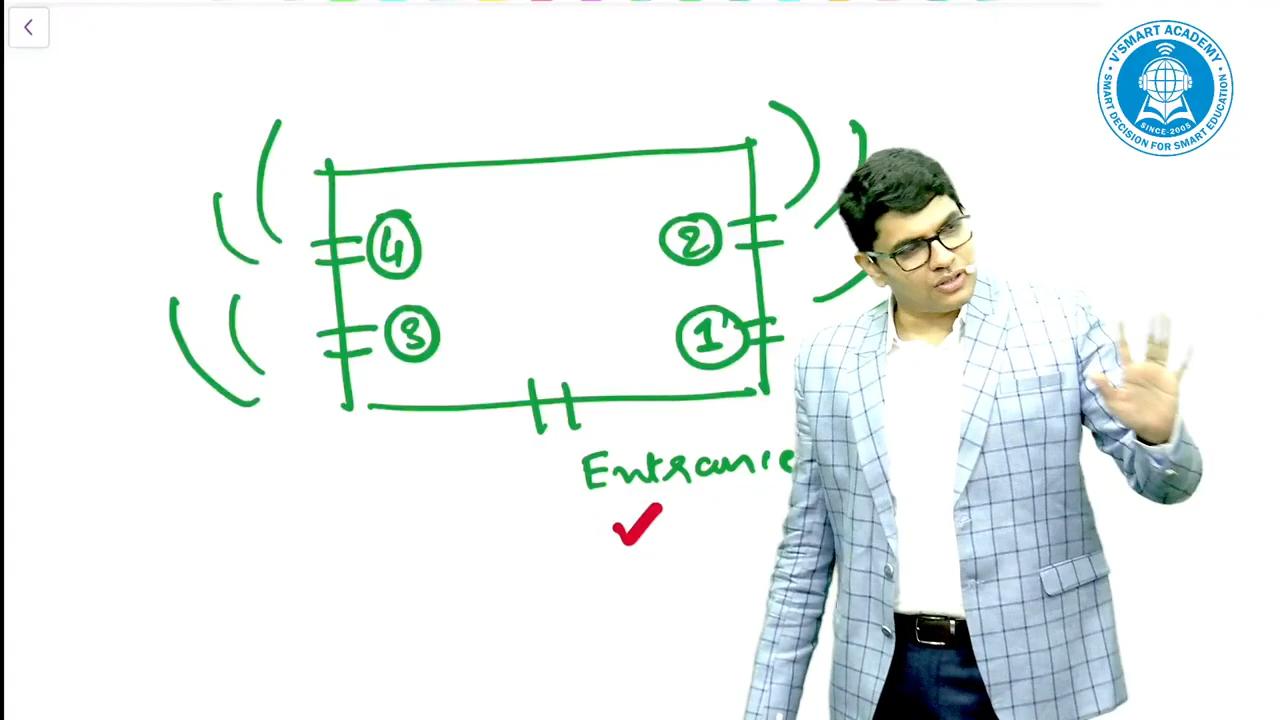 V'SMART ACADEMY
SMART DECISION FOR SMART EDUCATION
SINCE-2005
4
2
3
1
Entrance